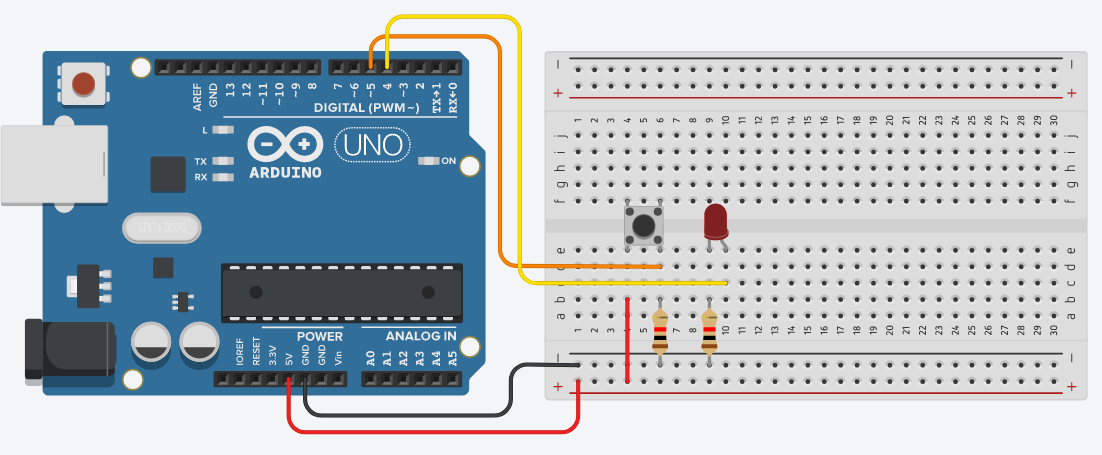 AREF GND 13 12 ~11 ~10 ~9 8 7 ~6 ~5 4 ~3 2 TX→1 RX←0
DIGITAL (PWM ~)
L
TX
RX
ARDUINO
UNO
ON
POWER
ANALOG IN
IOREF RESET 3.3V 5V GND GND Vin A0 A1 A2 A3 A4 A5
− −
+ +
1 2 3 4 5 6 7 8 9 10 11 12 13 14 15 16 17 18 19 20 21 22 23 24 25 26 27 28 29 30
j j
i i
h h
g g
f f
e e
d
c c
b b
a a
1 2 3 4 5 6 7 8 9 10 11 12 13 14 15 16 17 18 19 20 21 22 23 24 25 26 27 28 29 30
− −
+ +